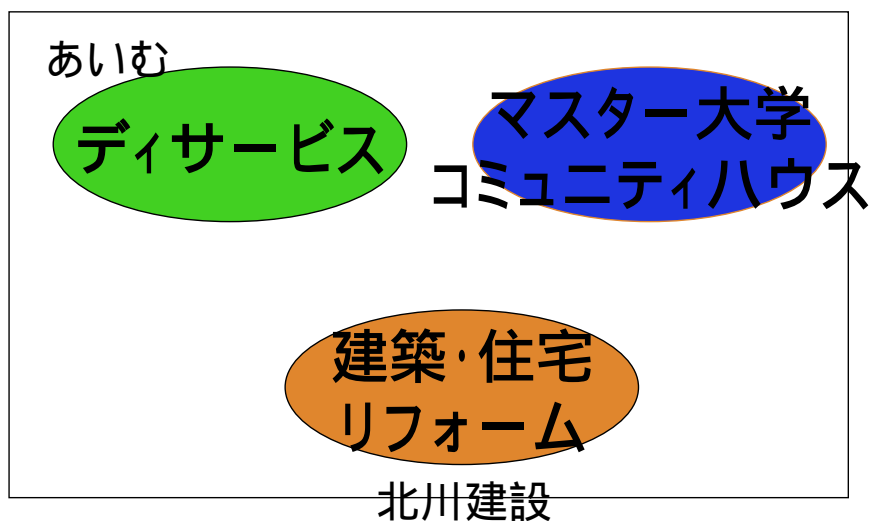 あいむ
ディサービス
マスター大学
コミュニティハウス
建築・住宅
リフォーム
北川建設